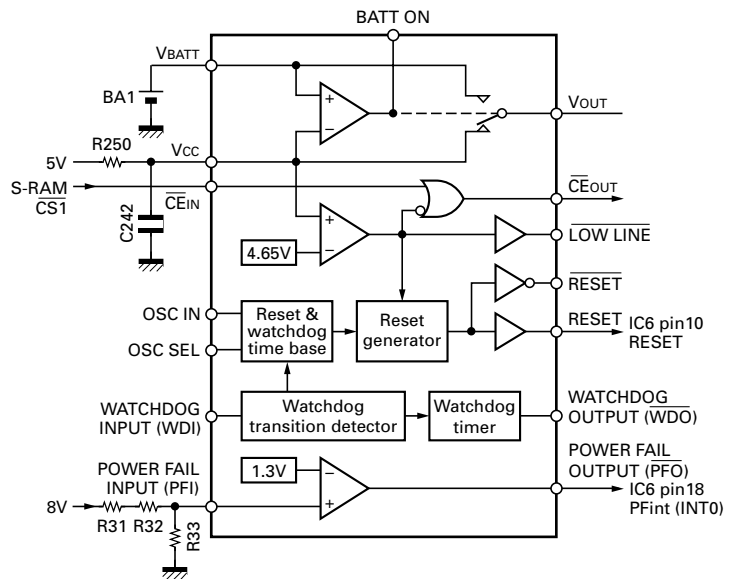 BATT ON
VBATT
BA1
+
−
VOUT
R250
5V
VCC
S-RAM
CS1
CEIN
C242
CEOUT
+
−
4.65V
LOW LINE
RESET
OSC IN
OSC SEL
Reset &
watchdog
time base
Reset
generator
RESET
IC6 pin10
RESET
WATCHDOG
INPUT (WDI)
Watchdog
transition detector
Watchdog
timer
WATCHDOG
OUTPUT (WDO)
POWER FAIL
INPUT (PFI)
1.3V
−
+
POWER FAIL
OUTPUT (PFO)
IC6 pin18
PFint (INT0)
8V
R31 R32
R33